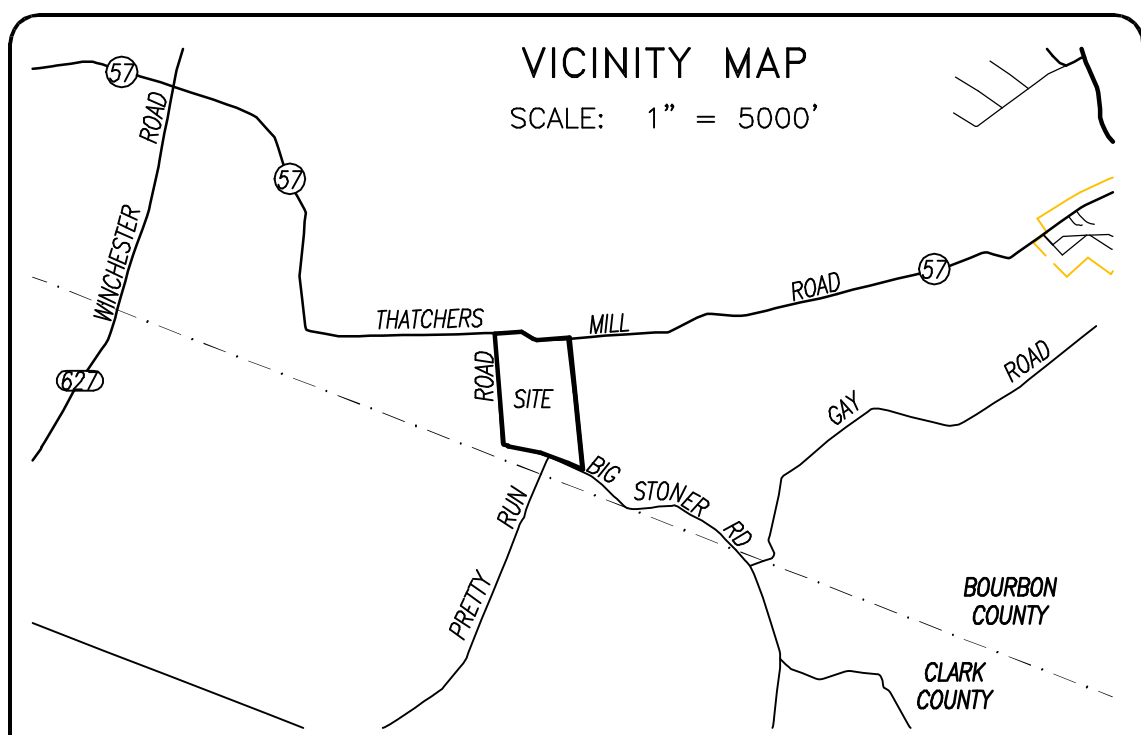 VICINITY MAP
SCALE: 1" = 5000'
57
ROAD
57
WINCHESTER
57
ROAD
THATCHERS
MILL
627
ROAD
SITE
ROAD
GAY
BIG
STONER
RD
RUN
PRETTY
BOURBON
COUNTY
CLARK
COUNTY